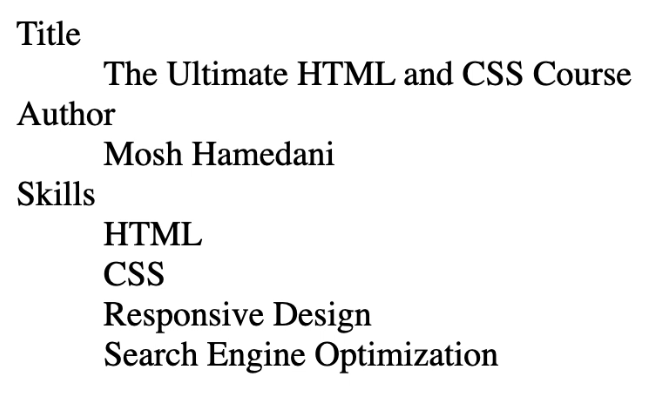 Title
The Ultimate HTML and CSS Course
Author
Mosh Hamedani
Skills
HTML
CSS
Responsive Design
Search Engine Optimization